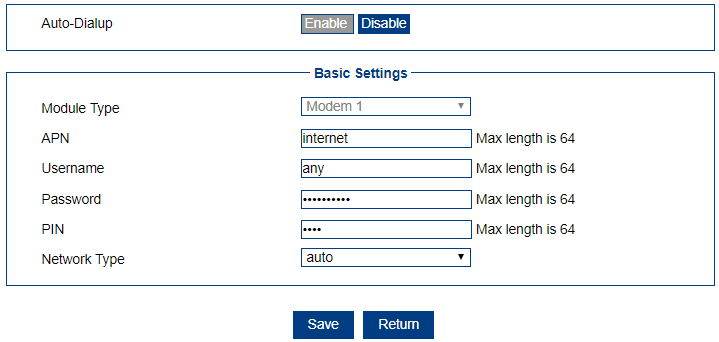 Auto-Dialup Enable Disable
Basic Settings
Module Type Modem 1
APN internet Max length is 64
Username any Max length is 64
Password •••••••••• Max length is 64
PIN •••• Max length is 64
Network Type auto
Save Return